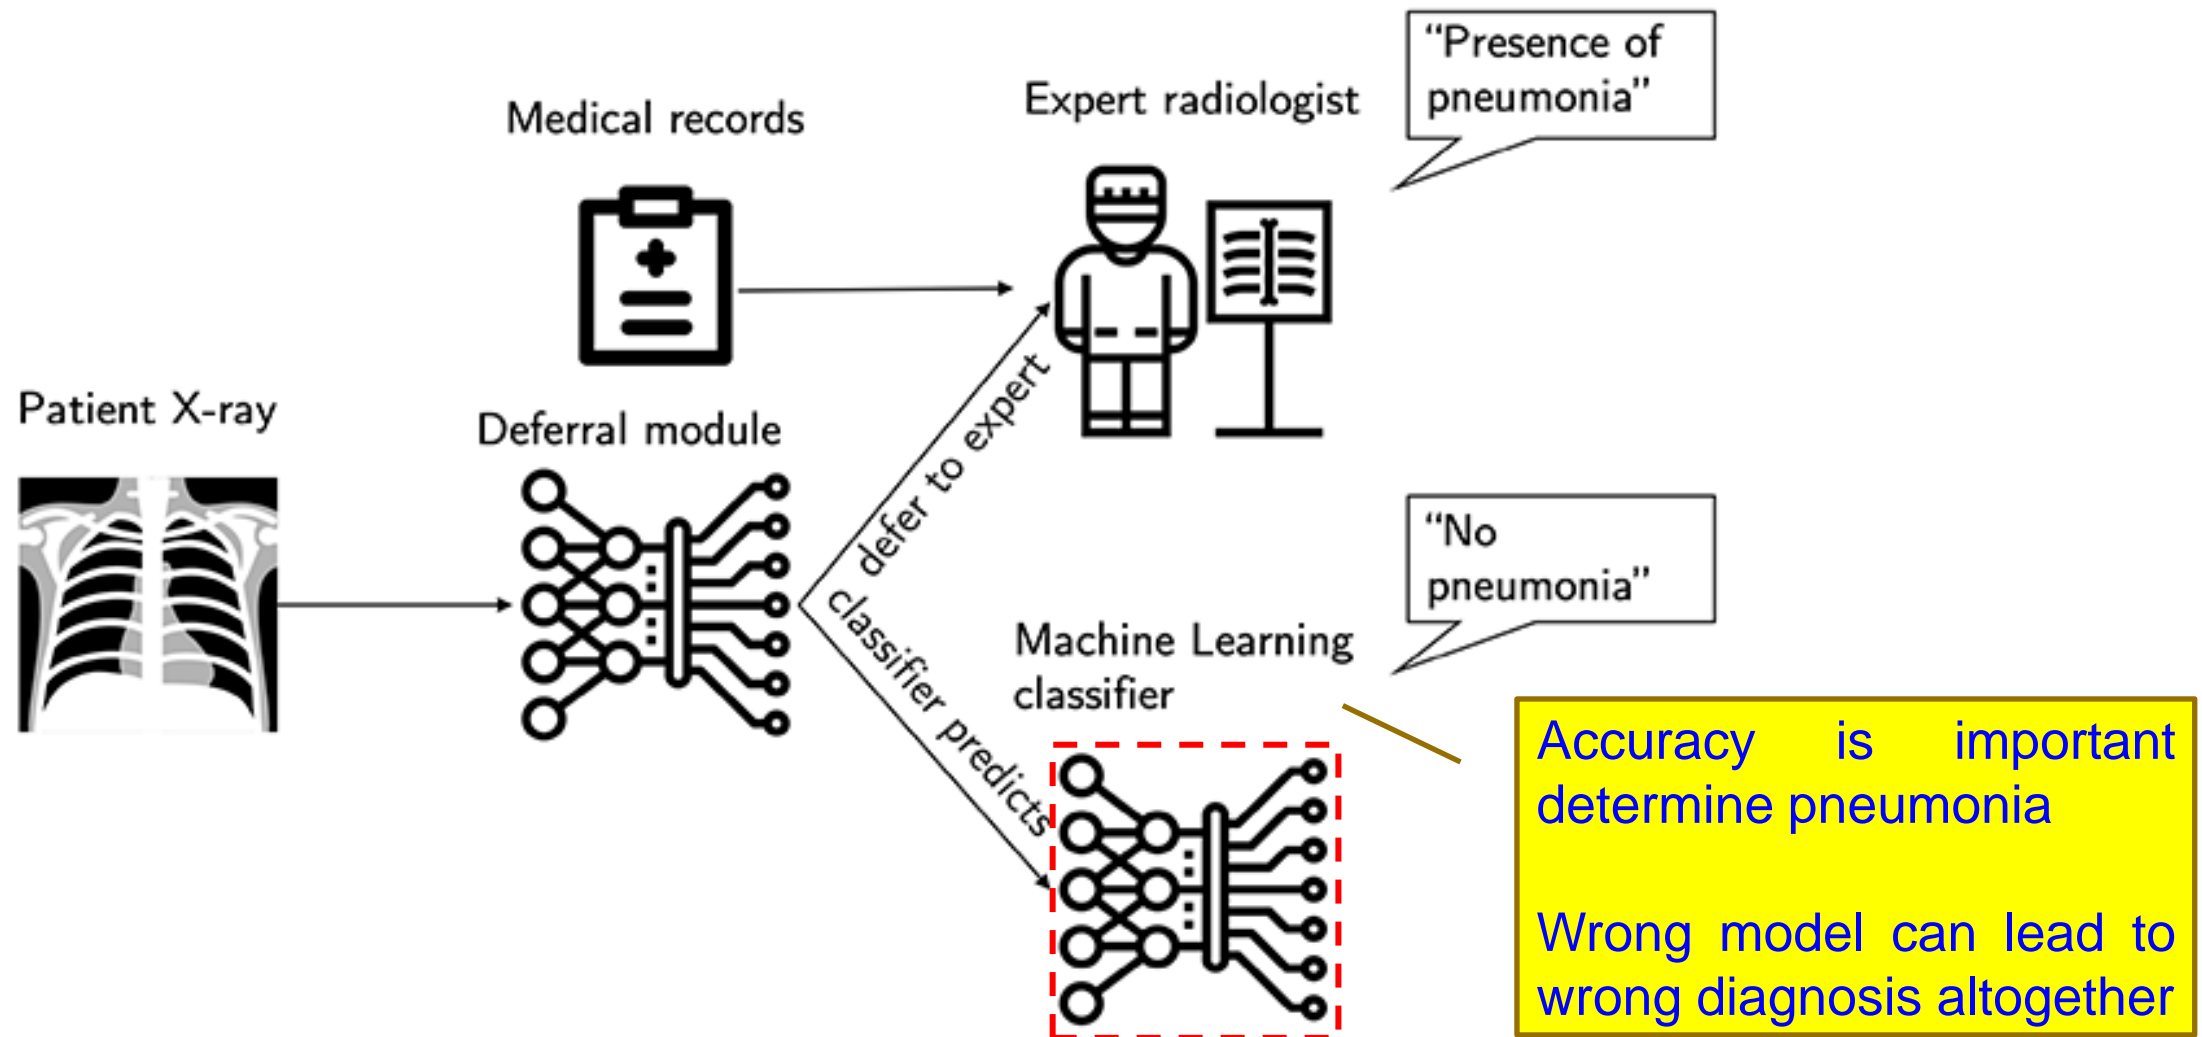 Medical records
Expert radiologist
“Presence of
pneumonia”
Patient X-ray
Deferral module
defer to expert
classifier predicts
Machine Learning
classifier
“No
pneumonia”
Accuracy is important
determine pneumonia
Wrong model can lead to
wrong diagnosis altogether